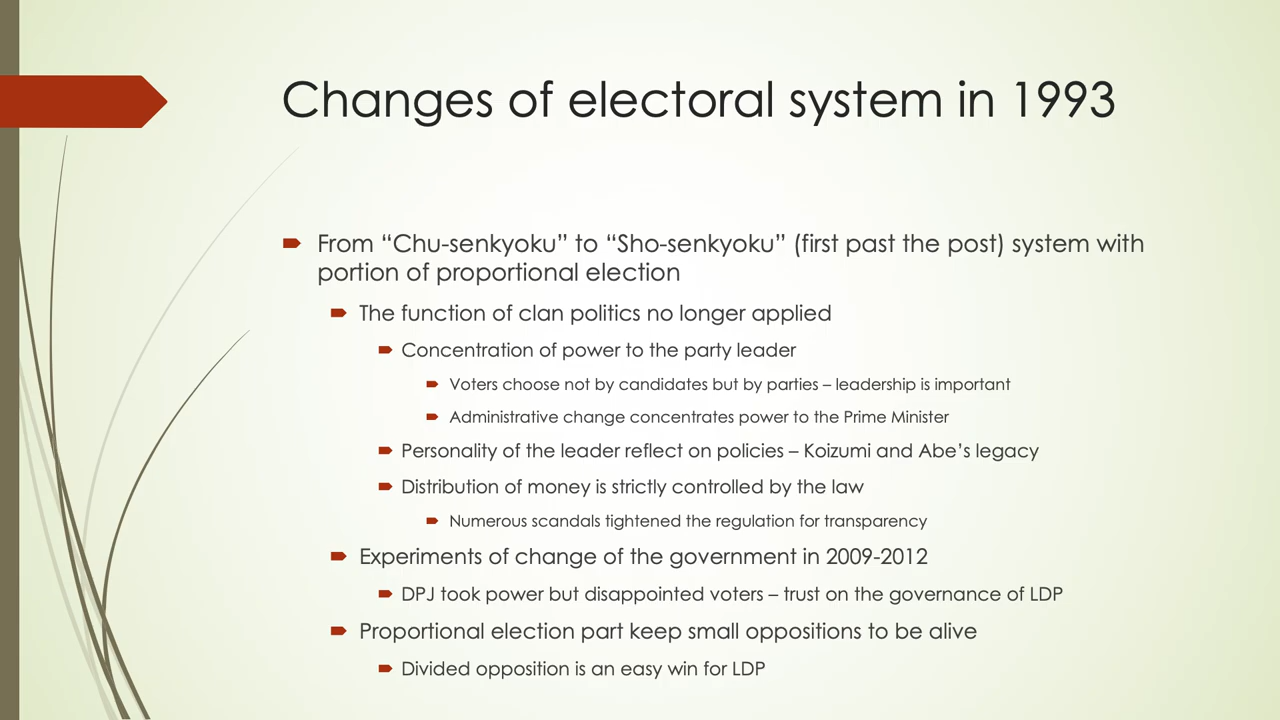 Changes of electoral system in 1993
From “Chu-senkyoku” to “Sho-senkyoku” (first past the post) system with
portion of proportional election
The function of clan politics no longer applied
Concentration of power to the party leader
Voters choose not by candidates but by parties – leadership is important
Administrative change concentrates power to the Prime Minister
Personality of the leader reflect on policies – Koizumi and Abe’s legacy
Distribution of money is strictly controlled by the law
Numerous scandals tightened the regulation for transparency
Experiments of change of the government in 2009-2012
DPJ took power but disappointed voters – trust on the governance of LDP
Proportional election part keep small oppositions to be alive
Divided opposition is an easy win for LDP